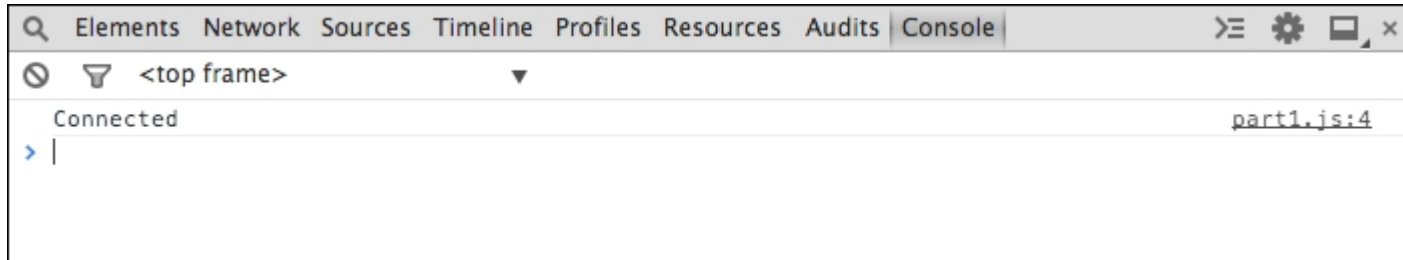 Elements Network Sources Timeline Profiles Resources Audits Console
<top frame>
Connected part1.js:4